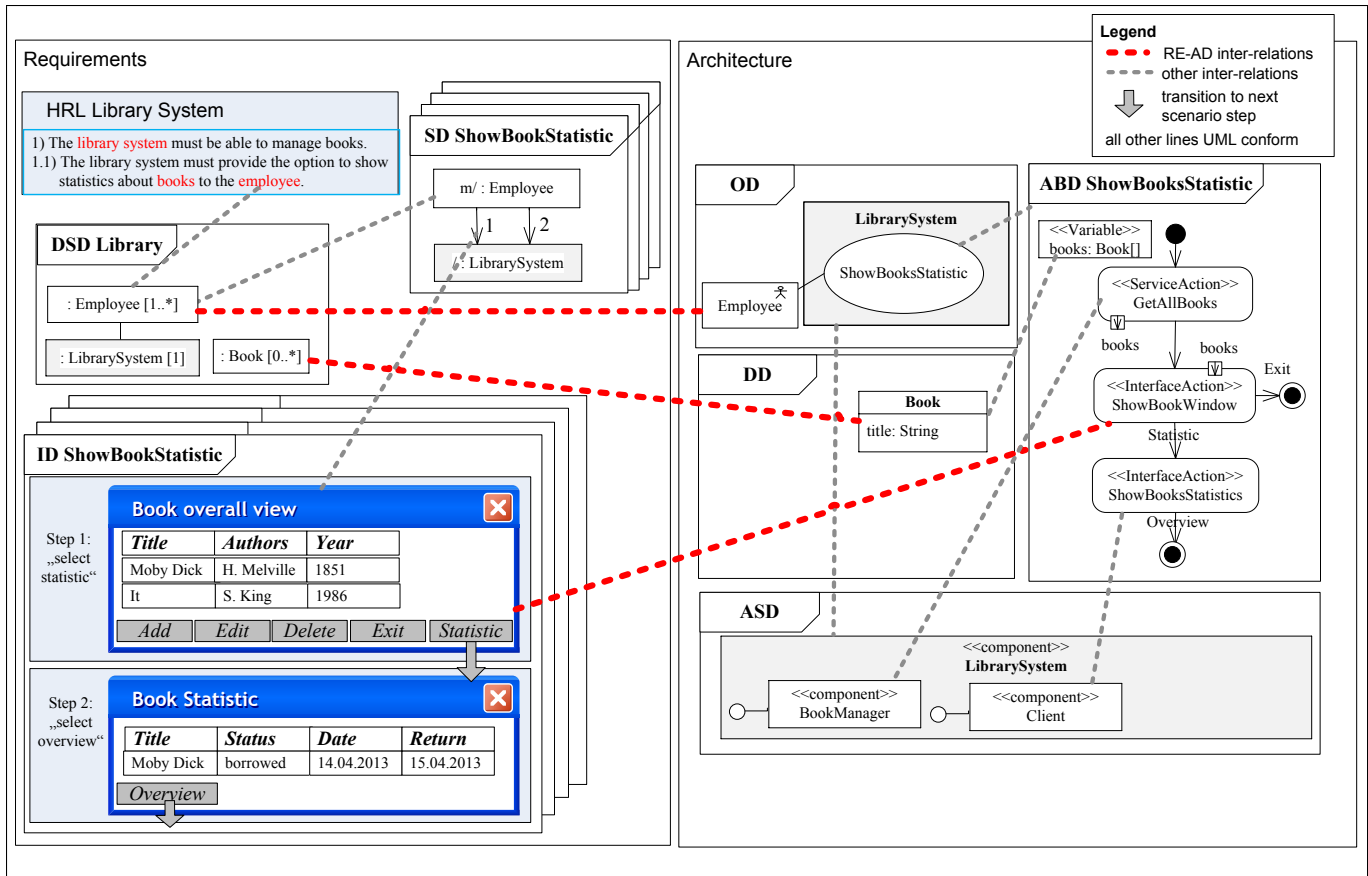 Legend
RE-AD inter-relations
other inter-relations
transition to next
scenario step
all other lines UML conform
Requirements
HRL Library System
1) The library system must be able to manage books.
1.1) The library system must provide the option to show
statistics about books to the employee.
SD ShowBookStatistic
m/ : Employee
1
2
/ : LibrarySystem
DSD Library
: Employee [1..*]
: LibrarySystem [1]
: Book [0..*]
ID ShowBookStatistic
Step 1:
„select
statistic“
Book overall view
Title Authors Year
Moby Dick H. Melville 1851
It S. King 1986
Add Edit Delete Exit Statistic
Step 2:
„select
overview“
Book Statistic
Title Status Date Return
Moby Dick borrowed 14.04.2013 15.04.2013
Overview
Architecture
OD
LibrarySystem
ShowBooksStatistic
Employee
DD
Book
title: String
ABD ShowBooksStatistic
<<Variable>>
books: Book[]
<<ServiceAction>>
GetAllBooks
books
books
Exit
<<InterfaceAction>>
ShowBookWindow
Statistic
<<InterfaceAction>>
ShowBooksStatistics
Overview
ASD
<<component>>
LibrarySystem
<<component>>
BookManager
<<component>>
Client